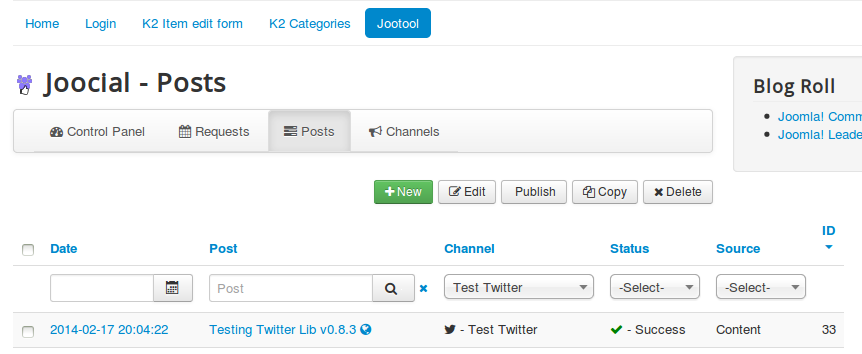 Home Login K2 Item edit form K2 Categories Jootool
Joocial - Posts
Blog Roll
Joomla! Comm
Joomla! Leade
Control Panel Requests Posts Channels
New Edit Publish Copy Delete
ID
Date Post Channel Status Source
Post Test Twitter -Select- -Select-
2014-02-17 20:04:22 Testing Twitter Lib v0.8.3 - Test Twitter - Success Content 33